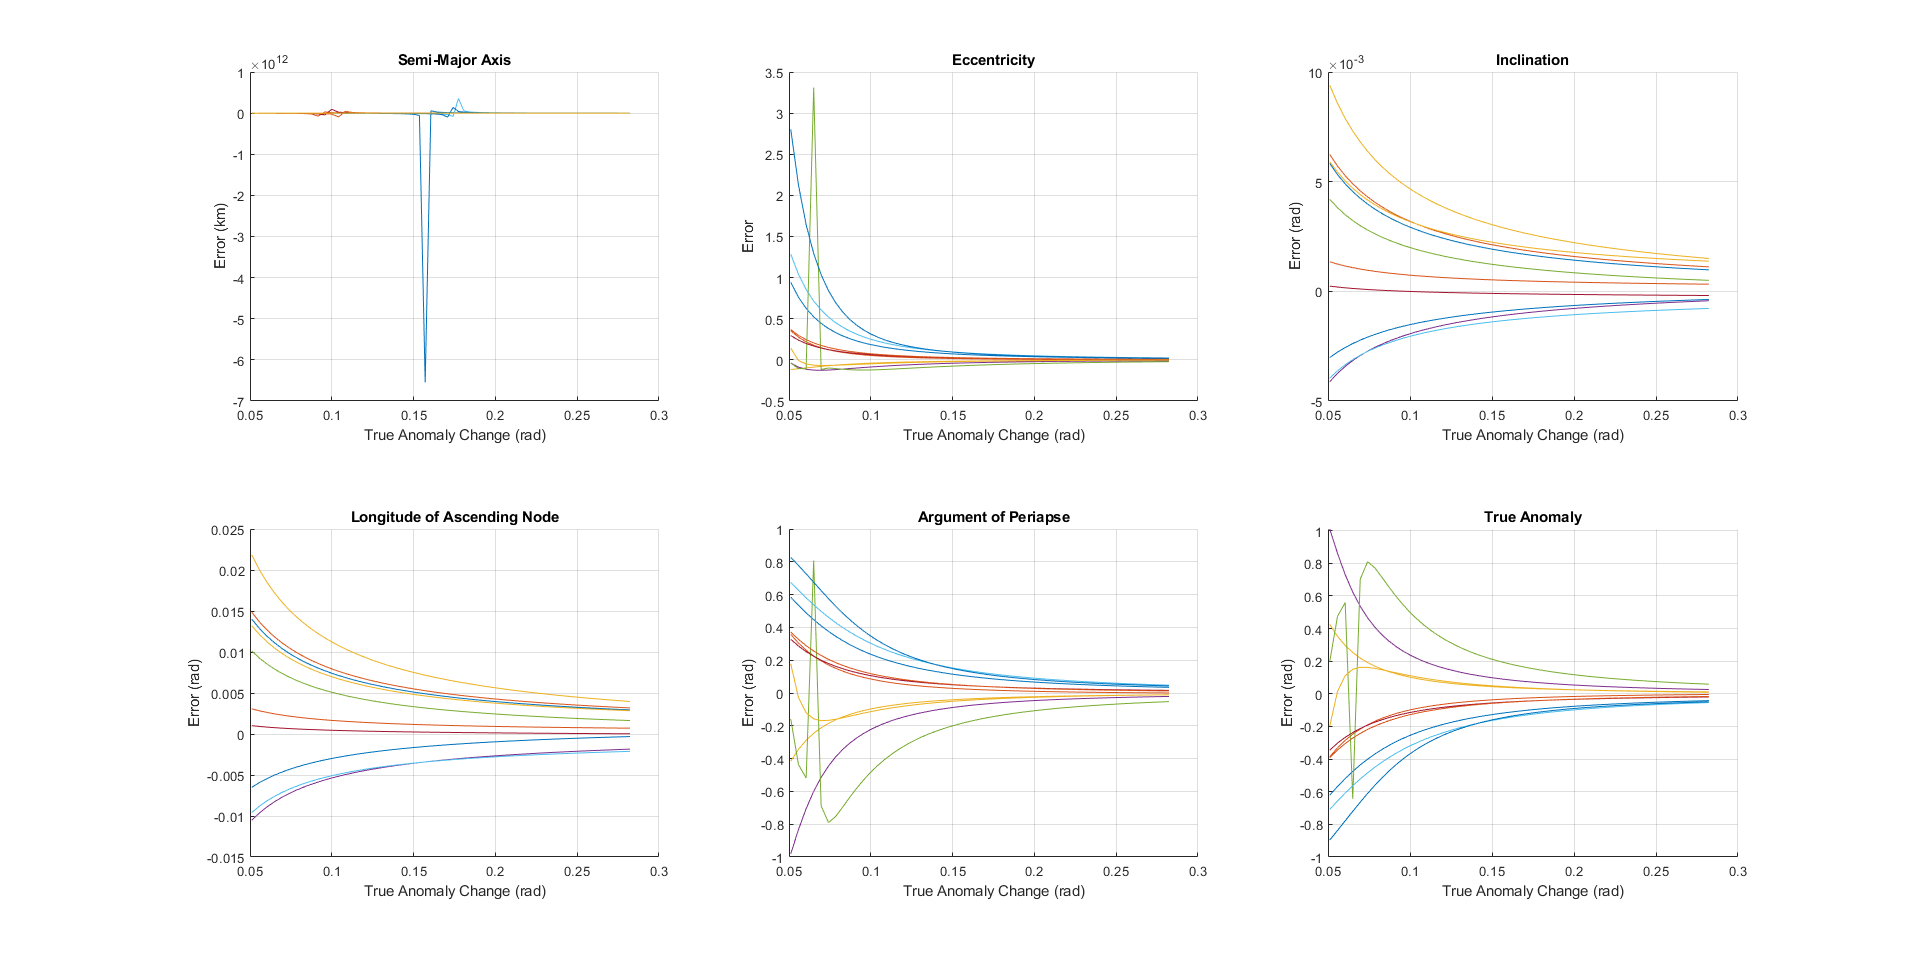 Semi-Major Axis
×10^12
1
0
-1
-2
-3
-4
-5
-6
-7
Error (km)
0.05 0.1 0.15 0.2 0.25 0.3
True Anomaly Change (rad)
Eccentricity
3.5
3
2.5
2
1.5
1
0.5
0
-0.5
Error
0.05 0.1 0.15 0.2 0.25 0.3
True Anomaly Change (rad)
Inclination
×10^-3
10
5
0
-5
Error (rad)
0.05 0.1 0.15 0.2 0.25 0.3
True Anomaly Change (rad)
Longitude of Ascending Node
0.025
0.02
0.015
0.01
0.005
0
-0.005
-0.01
-0.015
Error (rad)
0.05 0.1 0.15 0.2 0.25 0.3
True Anomaly Change (rad)
Argument of Periapse
1
0.8
0.6
0.4
0.2
0
-0.2
-0.4
-0.6
-0.8
-1
Error (rad)
0.05 0.1 0.15 0.2 0.25 0.3
True Anomaly Change (rad)
True Anomaly
1
0.8
0.6
0.4
0.2
0
-0.2
-0.4
-0.6
-0.8
-1
Error (rad)
0.05 0.1 0.15 0.2 0.25 0.3
True Anomaly Change (rad)